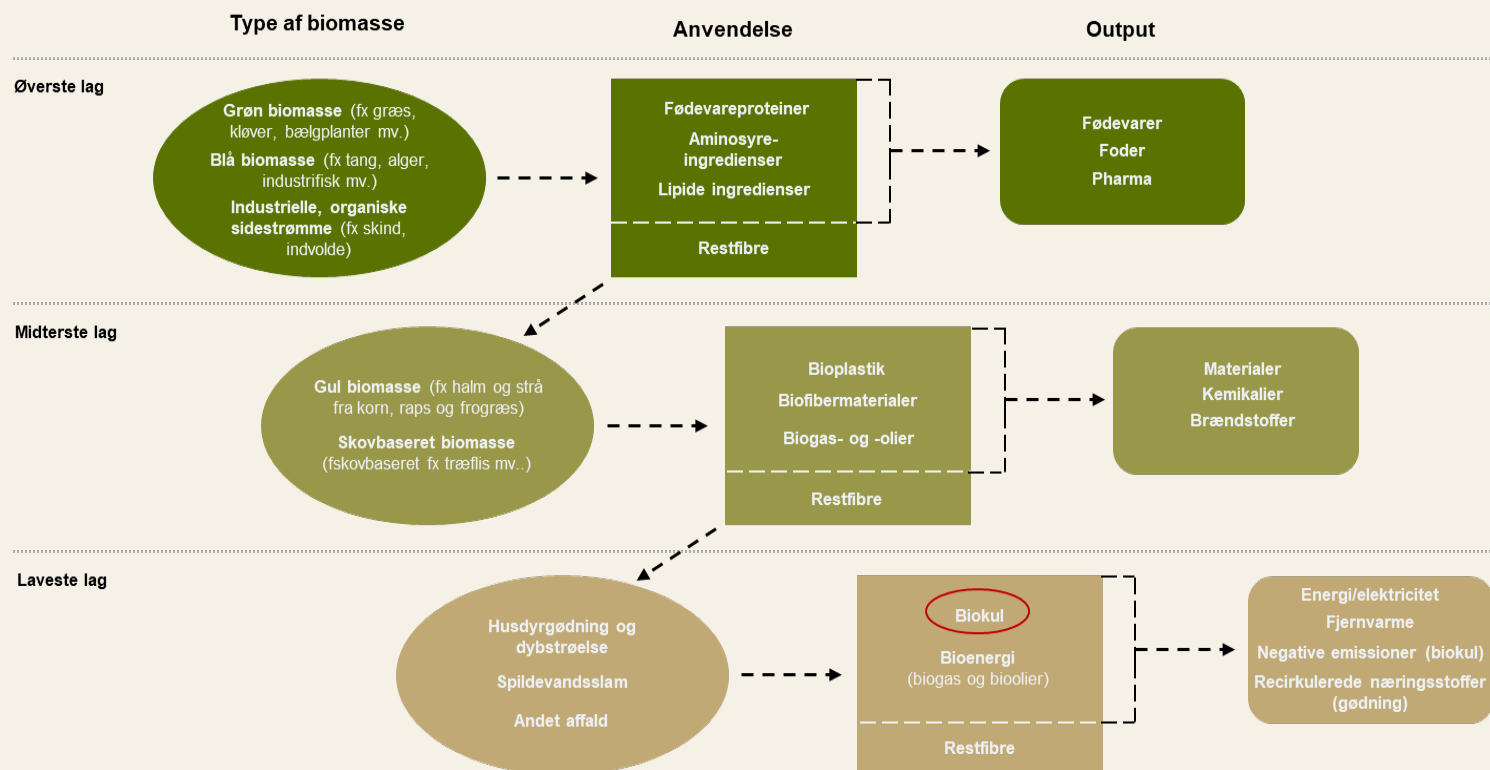 Type af biomasse
Anvendelse
Output
Øverste lag
Grøn biomasse (fx græs,
kløver, bælgplanter mv.)
Blå biomasse (fx tang, alger,
industrifisk mv.)
Industrielle, organiske
sidestrømme (fx skind,
indvolde)
Fødevareproteiner
Aminosyre-
ingredienser
Lipide ingredienser
Restfibre
Fødevarer
Foder
Pharma
Midterste lag
Gul biomasse (fx halm og strå
fra korn, raps og frogræs)
Skovbaseret biomasse
(fskovbaseret fx træflis mv..)
Bioplastik
Biofibermaterialer
Biogas- og -olier
Restfibre
Materialer
Kemikalier
Brændstoffer
Laveste lag
Husdyrgødning og
dybstrøelse
Spildevandsslam
Andet affald
Biokul
Bioenergi
(biogas og bioolier)
Restfibre
Energi/elektricitet
Fjernvarme
Negative emissioner (biokul)
Recirkulerede næringsstoffer
(gødning)